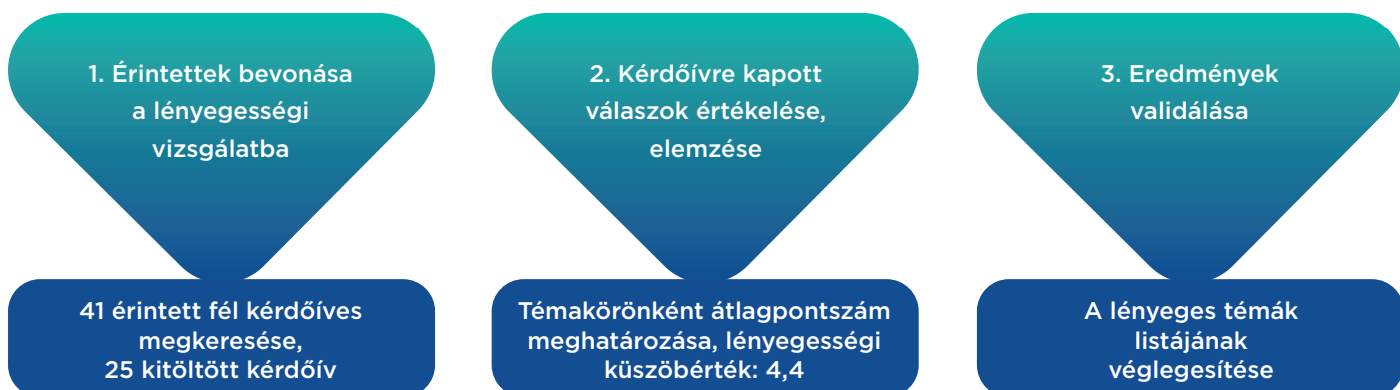 1. Érintettek bevonása
a lényegességi
vizsgálatba
41 érintett fél kérdőíves
megkeresése,
25 kitöltött kérdőív
2. Kérdőívre kapott
válaszok értékelése,
elemzése
Témakörönként átlagpontszám
meghatározása, lényegességi
küszöbérték: 4,4
3. Eredmények
validálása
A lényeges témák
listájának
véglegesítése